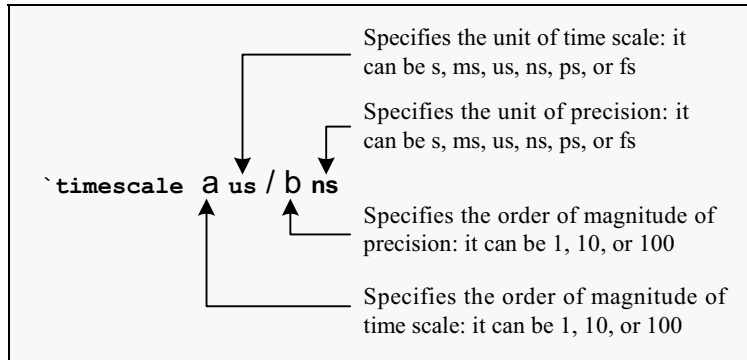 Specifies the unit of time scale: it
can be s, ms, us, ns, ps, or fs
Specifies the unit of precision: it
can be s, ms, us, ns, ps, or fs
`timescale a us / b ns
Specifies the order of magnitude of
precision: it can be 1, 10, or 100
Specifies the order of magnitude of
time scale: it can be 1, 10, or 100